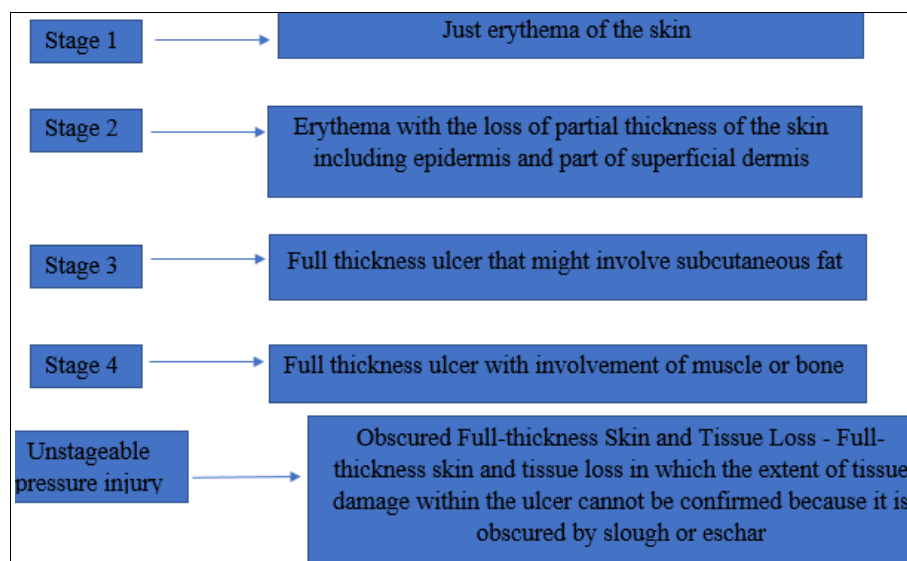 Stage 1
Just erythema of the skin
Stage 2
Erythema with the loss of partial thickness of the skin
including epidermis and part of superficial dermis
Stage 3
Full thickness ulcer that might involve subcutaneous fat
Stage 4
Full thickness ulcer with involvement of muscle or bone
Unstageable
pressure injury
Obscured Full-thickness Skin and Tissue Loss - Full-
thickness skin and tissue loss in which the extent of tissue
damage within the ulcer cannot be confirmed because it is
obscured by slough or eschar